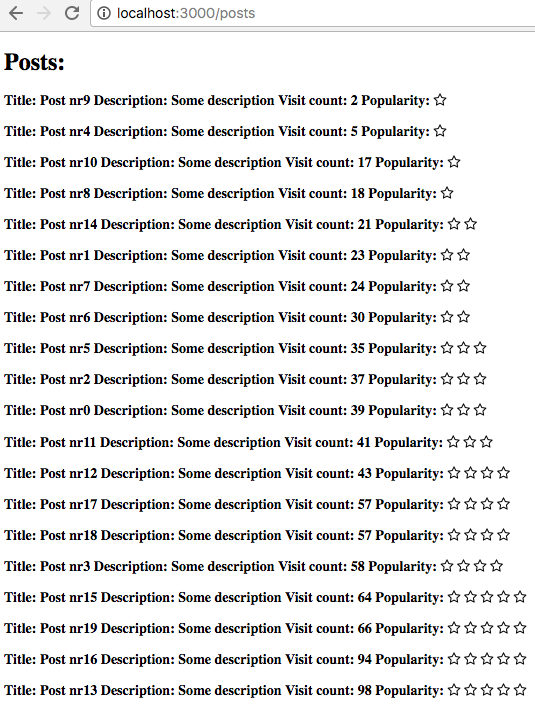 localhost:3000/posts
Posts:
Title: Post nr9 Description: Some description Visit count: 2 Popularity: ☆
Title: Post nr4 Description: Some description Visit count: 5 Popularity: ☆
Title: Post nr10 Description: Some description Visit count: 17 Popularity: ☆
Title: Post nr8 Description: Some description Visit count: 18 Popularity: ☆
Title: Post nr14 Description: Some description Visit count: 21 Popularity: ☆ ☆
Title: Post nr1 Description: Some description Visit count: 23 Popularity: ☆ ☆
Title: Post nr7 Description: Some description Visit count: 24 Popularity: ☆ ☆
Title: Post nr6 Description: Some description Visit count: 30 Popularity: ☆ ☆
Title: Post nr5 Description: Some description Visit count: 35 Popularity: ☆ ☆ ☆
Title: Post nr2 Description: Some description Visit count: 37 Popularity: ☆ ☆ ☆
Title: Post nr0 Description: Some description Visit count: 39 Popularity: ☆ ☆ ☆
Title: Post nr11 Description: Some description Visit count: 41 Popularity: ☆ ☆ ☆
Title: Post nr12 Description: Some description Visit count: 43 Popularity: ☆ ☆ ☆ ☆
Title: Post nr17 Description: Some description Visit count: 57 Popularity: ☆ ☆ ☆ ☆
Title: Post nr18 Description: Some description Visit count: 57 Popularity: ☆ ☆ ☆ ☆
Title: Post nr3 Description: Some description Visit count: 58 Popularity: ☆ ☆ ☆ ☆
Title: Post nr15 Description: Some description Visit count: 64 Popularity: ☆ ☆ ☆ ☆ ☆
Title: Post nr19 Description: Some description Visit count: 66 Popularity: ☆ ☆ ☆ ☆ ☆
Title: Post nr16 Description: Some description Visit count: 94 Popularity: ☆ ☆ ☆ ☆ ☆
Title: Post nr13 Description: Some description Visit count: 98 Popularity: ☆ ☆ ☆ ☆ ☆